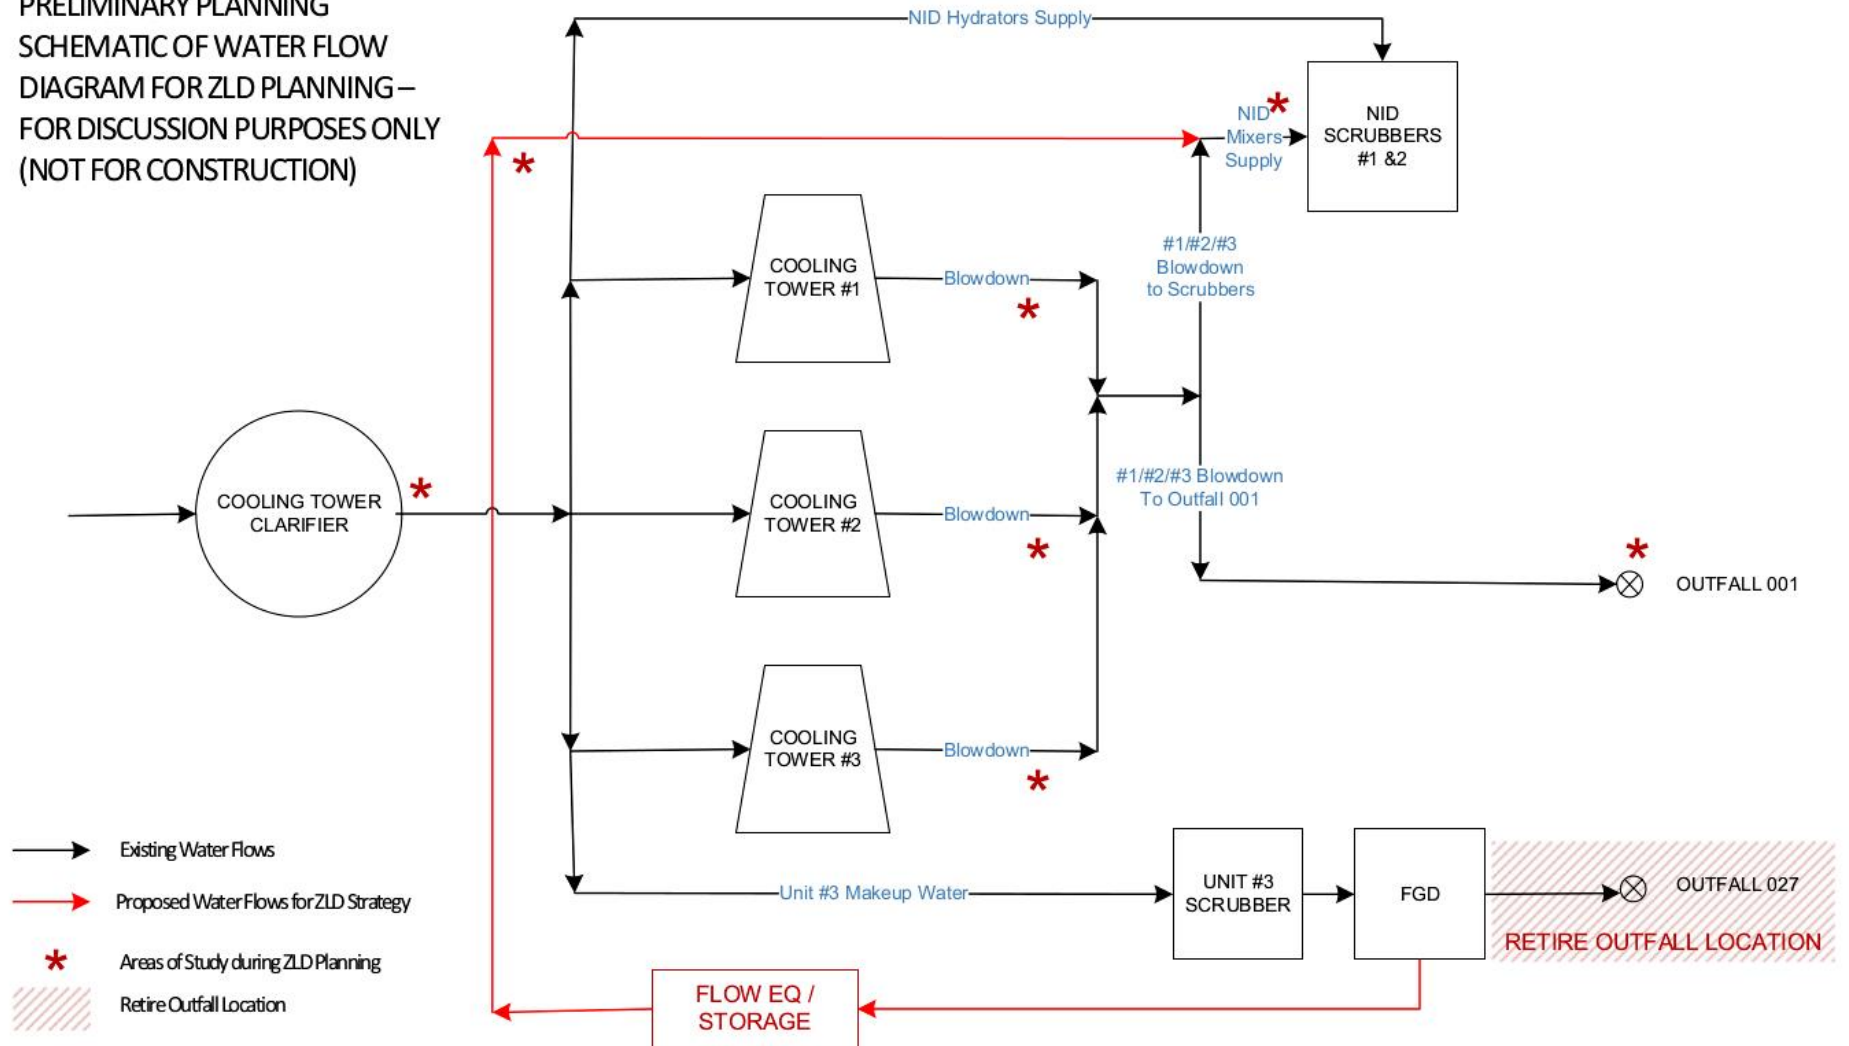 PRELIMINARY PLANNING
SCHEMATIC OF WATER FLOW
DIAGRAM FOR ZLD PLANNING –
FOR DISCUSSION PURPOSES ONLY
(NOT FOR CONSTRUCTION)
NID Hydrators Supply
NID
Mixers
Supply
NID
SCRUBBERS
#1 &2
COOLING
TOWER #1
Blowdown
#1/#2/#3
Blowdown
to Scrubbers
COOLING TOWER
CLARIFIER
COOLING
TOWER #2
Blowdown
#1/#2/#3 Blowdown
To Outfall 001
OUTFALL 001
COOLING
TOWER #3
Blowdown
Unit #3 Makeup Water
UNIT #3
SCRUBBER
FGD
OUTFALL 027
RETIRE OUTFALL LOCATION
FLOW EQ /
STORAGE
Existing Water Flows
Proposed Water Flows for ZLD Strategy
* Areas of Study during ZLD Planning
Retire Outfall Location